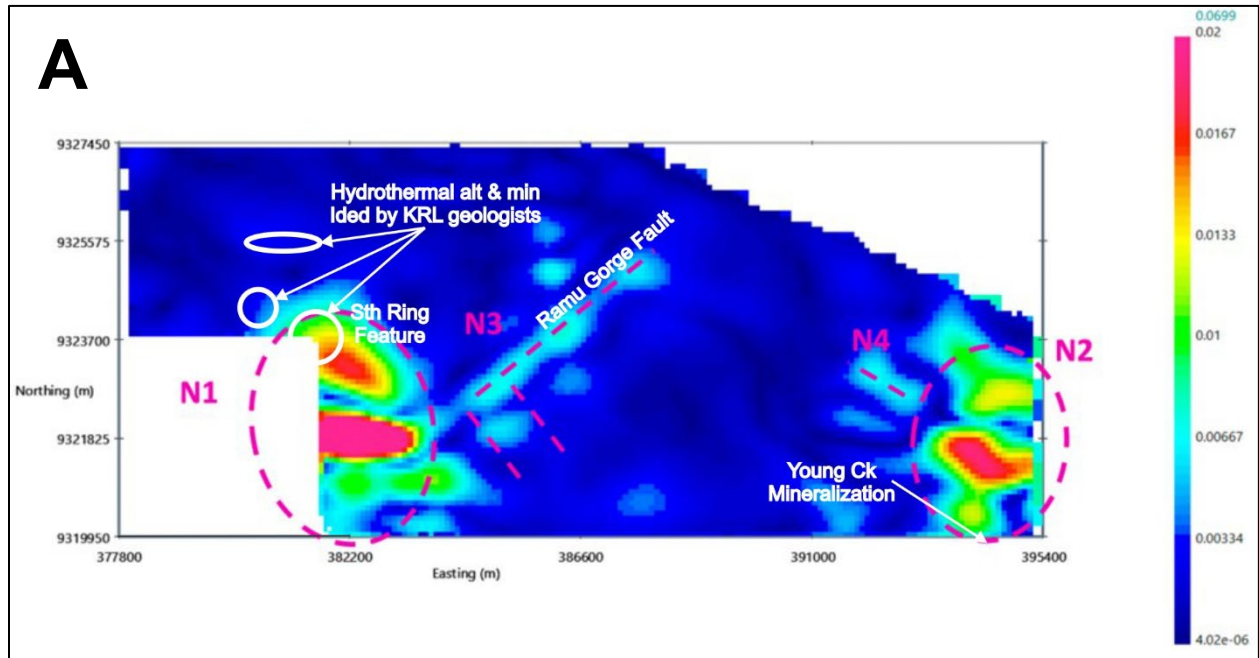 A
0.0699
0.02
0.0167
0.0133
0.01
0.00667
0.00334
4.02e-06
9327450
9325575
9323700
Northing (m)
9321825
9319950
377800
382200
386600
391000
395400
Easting (m)
Hydrothermal alt & min
Ided by KRL geologists
Sth Ring
Feature
N1
N3
Ramu Gorge Fault
N4
N2
Young Ck
Mineralization